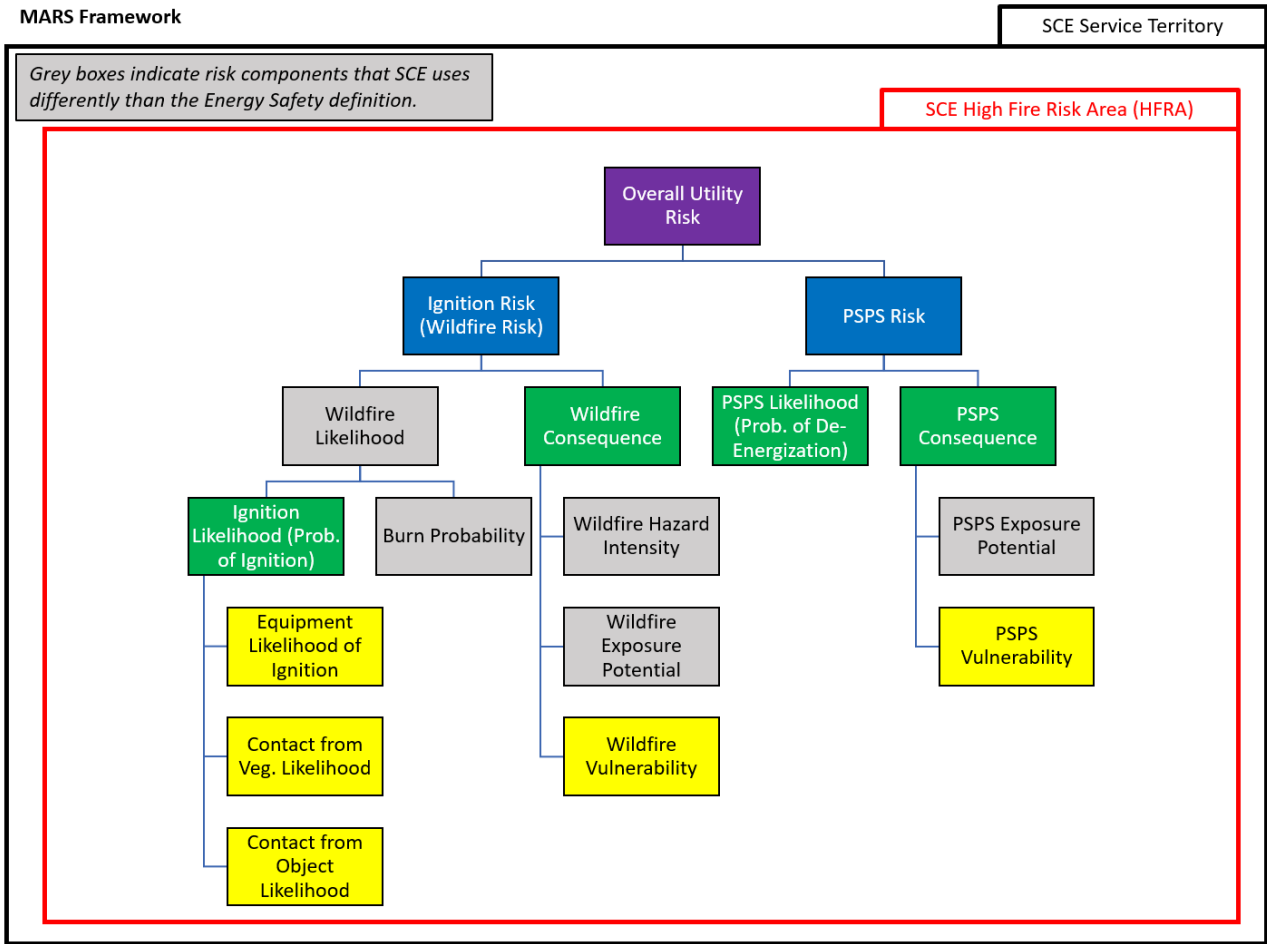 MARS Framework
SCE Service Territory
Grey boxes indicate risk components that SCE uses
differently than the Energy Safety definition.
SCE High Fire Risk Area (HFRA)
Overall Utility
Risk
Ignition Risk
(Wildfire Risk)
PSPS Risk
Wildfire
Likelihood
Wildfire
Consequence
PSPS Likelihood
(Prob. of De-
Energization)
PSPS
Consequence
Ignition
Likelihood (Prob.
of Ignition)
Burn Probability
Wildfire Hazard
Intensity
PSPS Exposure
Potential
Equipment
Likelihood of
Ignition
Wildfire
Exposure
Potential
PSPS
Vulnerability
Contact from
Veg. Likelihood
Wildfire
Vulnerability
Contact from
Object
Likelihood